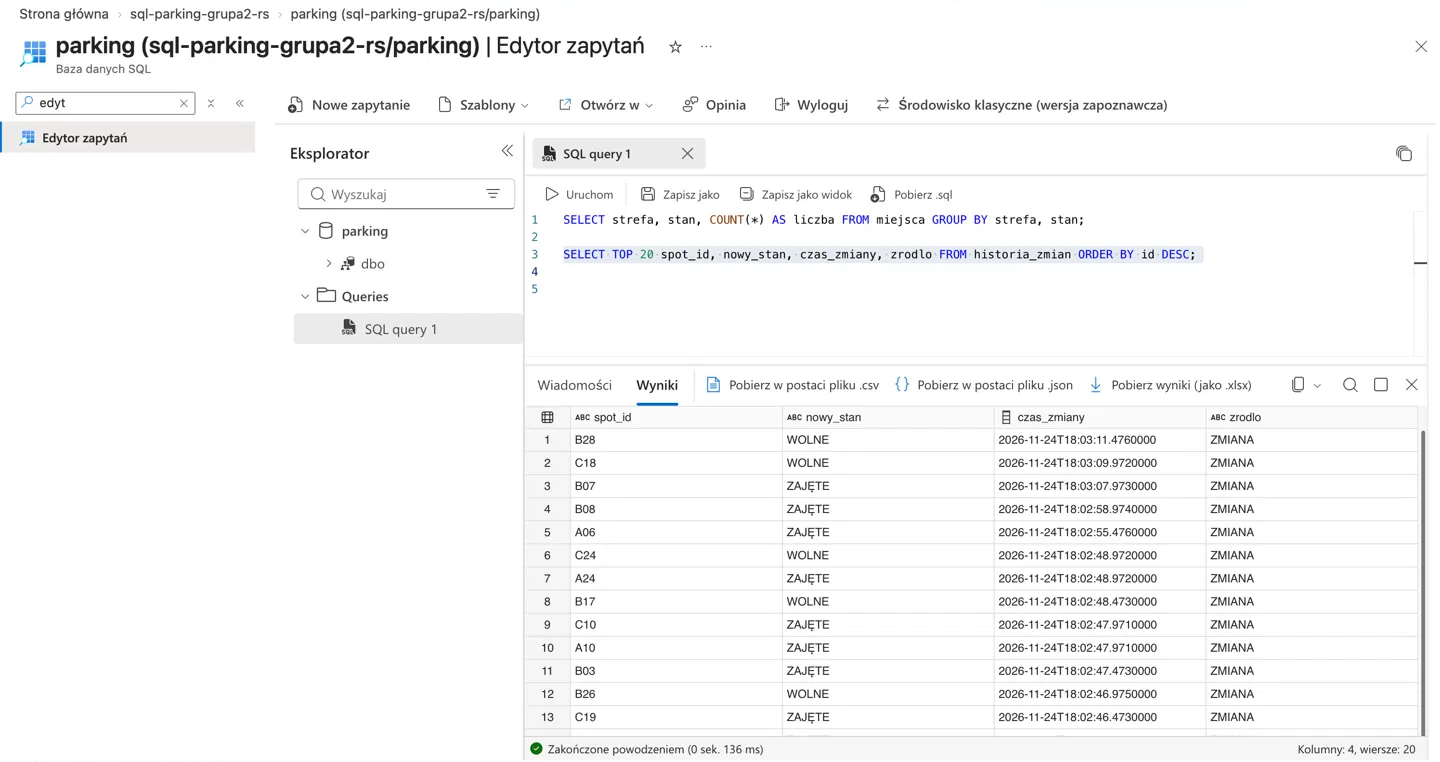 Strona główna › sql-parking-grupa2-rs › parking (sql-parking-grupa2-rs/parking)
parking (sql-parking-grupa2-rs/parking) | Edytor zapytań
Baza danych SQL
edyt
Edytor zapytań
Nowe zapytanie Szablony Otwórz w Opinia Wyloguj Środowisko klasyczne (wersja zapoznawcza)
Eksplorator
Wyszukaj
parking
dbo
Queries
SQL query 1
SQL query 1
Uruchom Zapisz jako Zapisz jako widok Pobierz .sql
1 SELECT strefa, stan, COUNT(*) AS liczba FROM miejsca GROUP BY strefa, stan;
2
3 SELECT TOP 20 spot_id, nowy_stan, czas_zmiany, zrodlo FROM historia_zmian ORDER BY id DESC;
4
5
Wiadomości Wyniki Pobierz w postaci pliku .csv Pobierz w postaci pliku .json Pobierz wyniki (jako .xlsx)
ABC spot_id ABC nowy_stan czas_zmiany ABC zrodlo
1 B28 WOLNE 2026-11-24T18:03:11.4760000 ZMIANA
2 C18 WOLNE 2026-11-24T18:03:09.9720000 ZMIANA
3 B07 ZAJĘTE 2026-11-24T18:03:07.9730000 ZMIANA
4 B08 ZAJĘTE 2026-11-24T18:02:58.9740000 ZMIANA
5 A06 ZAJĘTE 2026-11-24T18:02:55.4760000 ZMIANA
6 C24 WOLNE 2026-11-24T18:02:48.9720000 ZMIANA
7 A24 ZAJĘTE 2026-11-24T18:02:48.9720000 ZMIANA
8 B17 WOLNE 2026-11-24T18:02:48.4730000 ZMIANA
9 C10 ZAJĘTE 2026-11-24T18:02:47.9710000 ZMIANA
10 A10 ZAJĘTE 2026-11-24T18:02:47.9710000 ZMIANA
11 B03 ZAJĘTE 2026-11-24T18:02:47.4730000 ZMIANA
12 B26 WOLNE 2026-11-24T18:02:46.9750000 ZMIANA
13 C19 ZAJĘTE 2026-11-24T18:02:46.4730000 ZMIANA
Zakończone powodzeniem (0 sek. 136 ms) Kolumny: 4, wiersze: 20